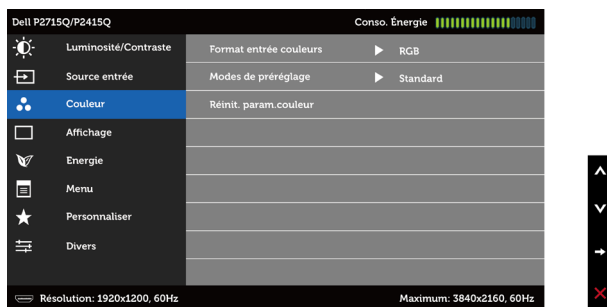 Dell P2715Q/P2415Q
Conso. Énergie
Luminosité/Contraste
Format entrée couleurs
RGB
Source entrée
Modes de préréglage
Standard
Couleur
Réinit. param.couleur
Affichage
Energie
Menu
Personnaliser
Divers
Résolution: 1920x1200, 60Hz
Maximum: 3840x2160, 60Hz